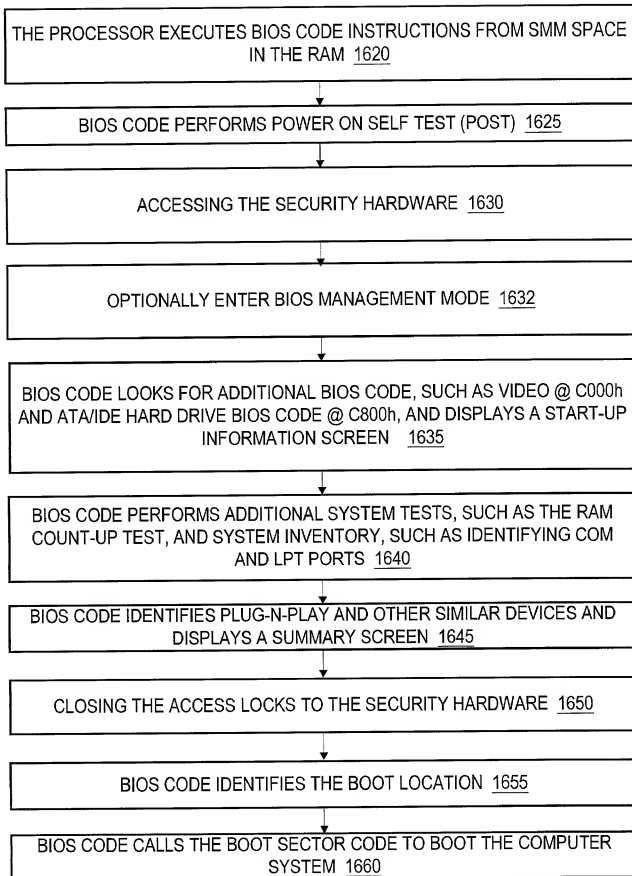 THE PROCESSOR EXECUTES BIOS CODE INSTRUCTIONS FROM SMM SPACE
IN THE RAM 1620
BIOS CODE PERFORMS POWER ON SELF TEST (POST) 1625
ACCESSING THE SECURITY HARDWARE 1630
OPTIONALLY ENTER BIOS MANAGEMENT MODE 1632
BIOS CODE LOOKS FOR ADDITIONAL BIOS CODE, SUCH AS VIDEO @ C000h
AND ATA/IDE HARD DRIVE BIOS CODE @ C800h, AND DISPLAYS A START-UP
INFORMATION SCREEN 1635
BIOS CODE PERFORMS ADDITIONAL SYSTEM TESTS, SUCH AS THE RAM
COUNT-UP TEST, AND SYSTEM INVENTORY, SUCH AS IDENTIFYING COM
AND LPT PORTS 1640
BIOS CODE IDENTIFIES PLUG-N-PLAY AND OTHER SIMILAR DEVICES AND
DISPLAYS A SUMMARY SCREEN 1645
CLOSING THE ACCESS LOCKS TO THE SECURITY HARDWARE 1650
BIOS CODE IDENTIFIES THE BOOT LOCATION 1655
BIOS CODE CALLS THE BOOT SECTOR CODE TO BOOT THE COMPUTER
SYSTEM 1660